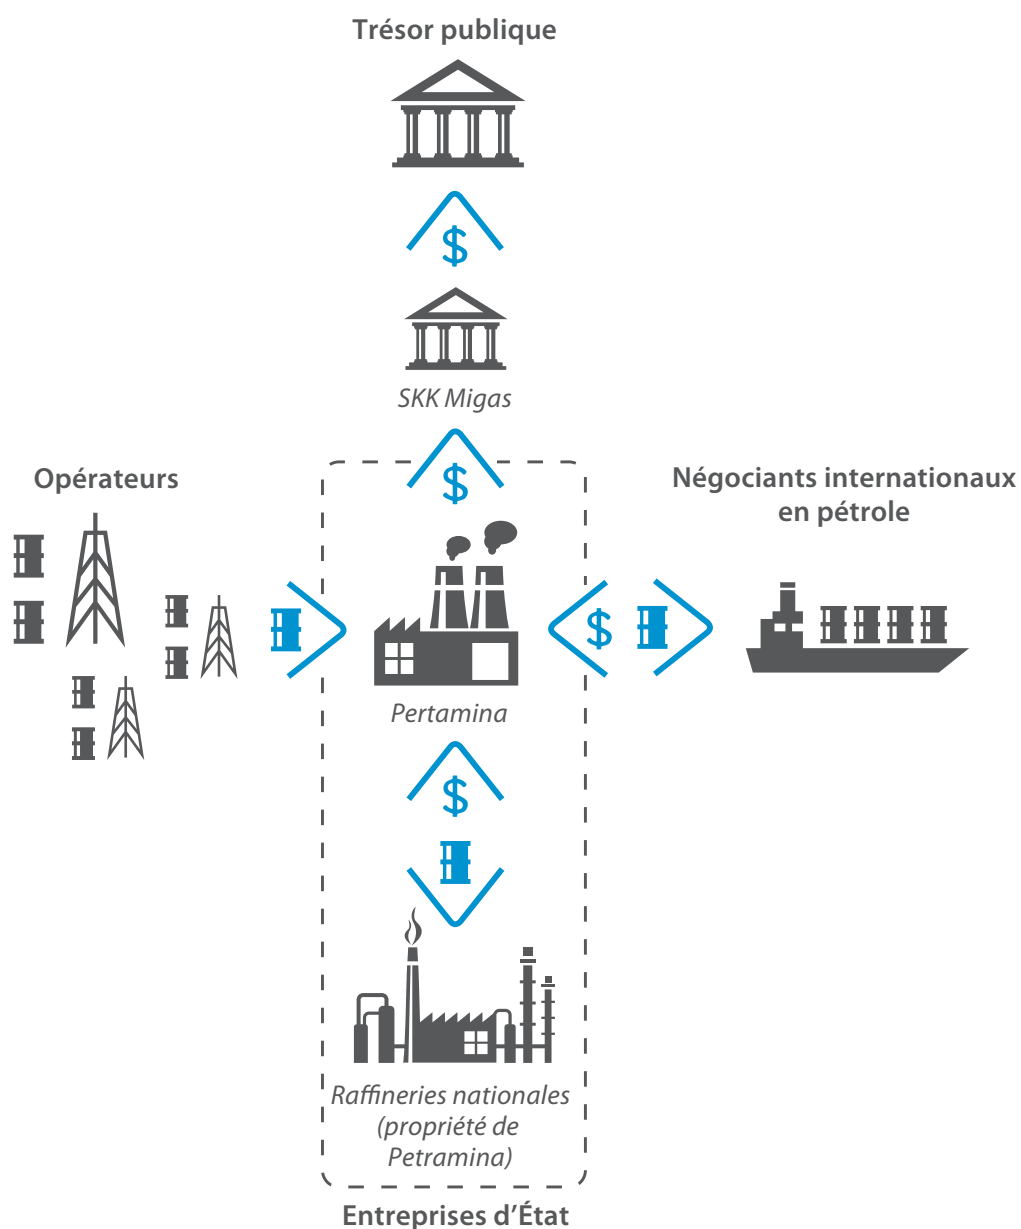 Trésor publique
$
SKK Migas
$
Opérateurs
Négociants internationaux
en pétrole
$
Pertamina
$
Raffineries nationales
(propriété de
Petramina)
Entreprises d’État